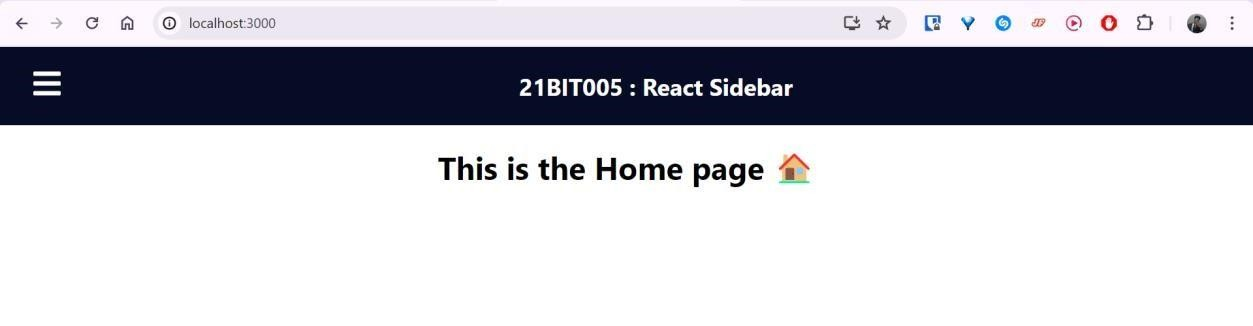 localhost:3000
21BIT005 : React Sidebar
This is the Home page 🏠